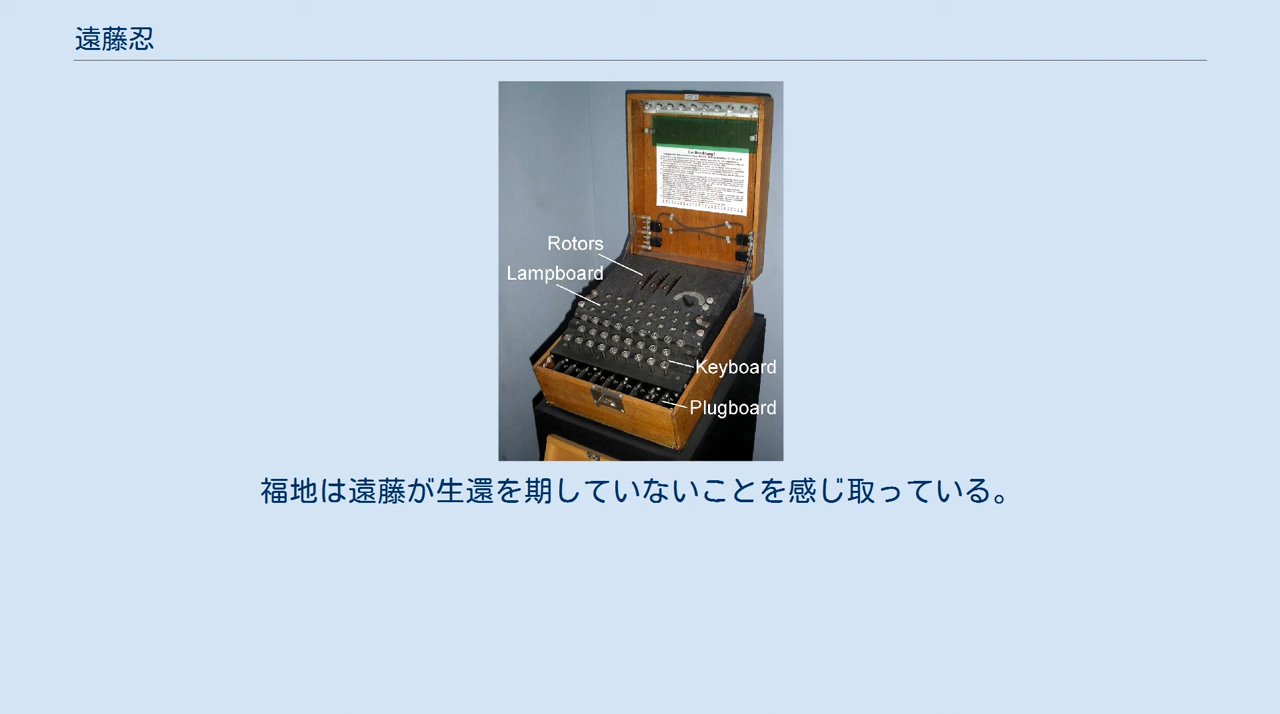 遠藤忍
Rotors
Lampboard
Keyboard
Plugboard
福地は遠藤が生還を期していないことを感じ取っている。